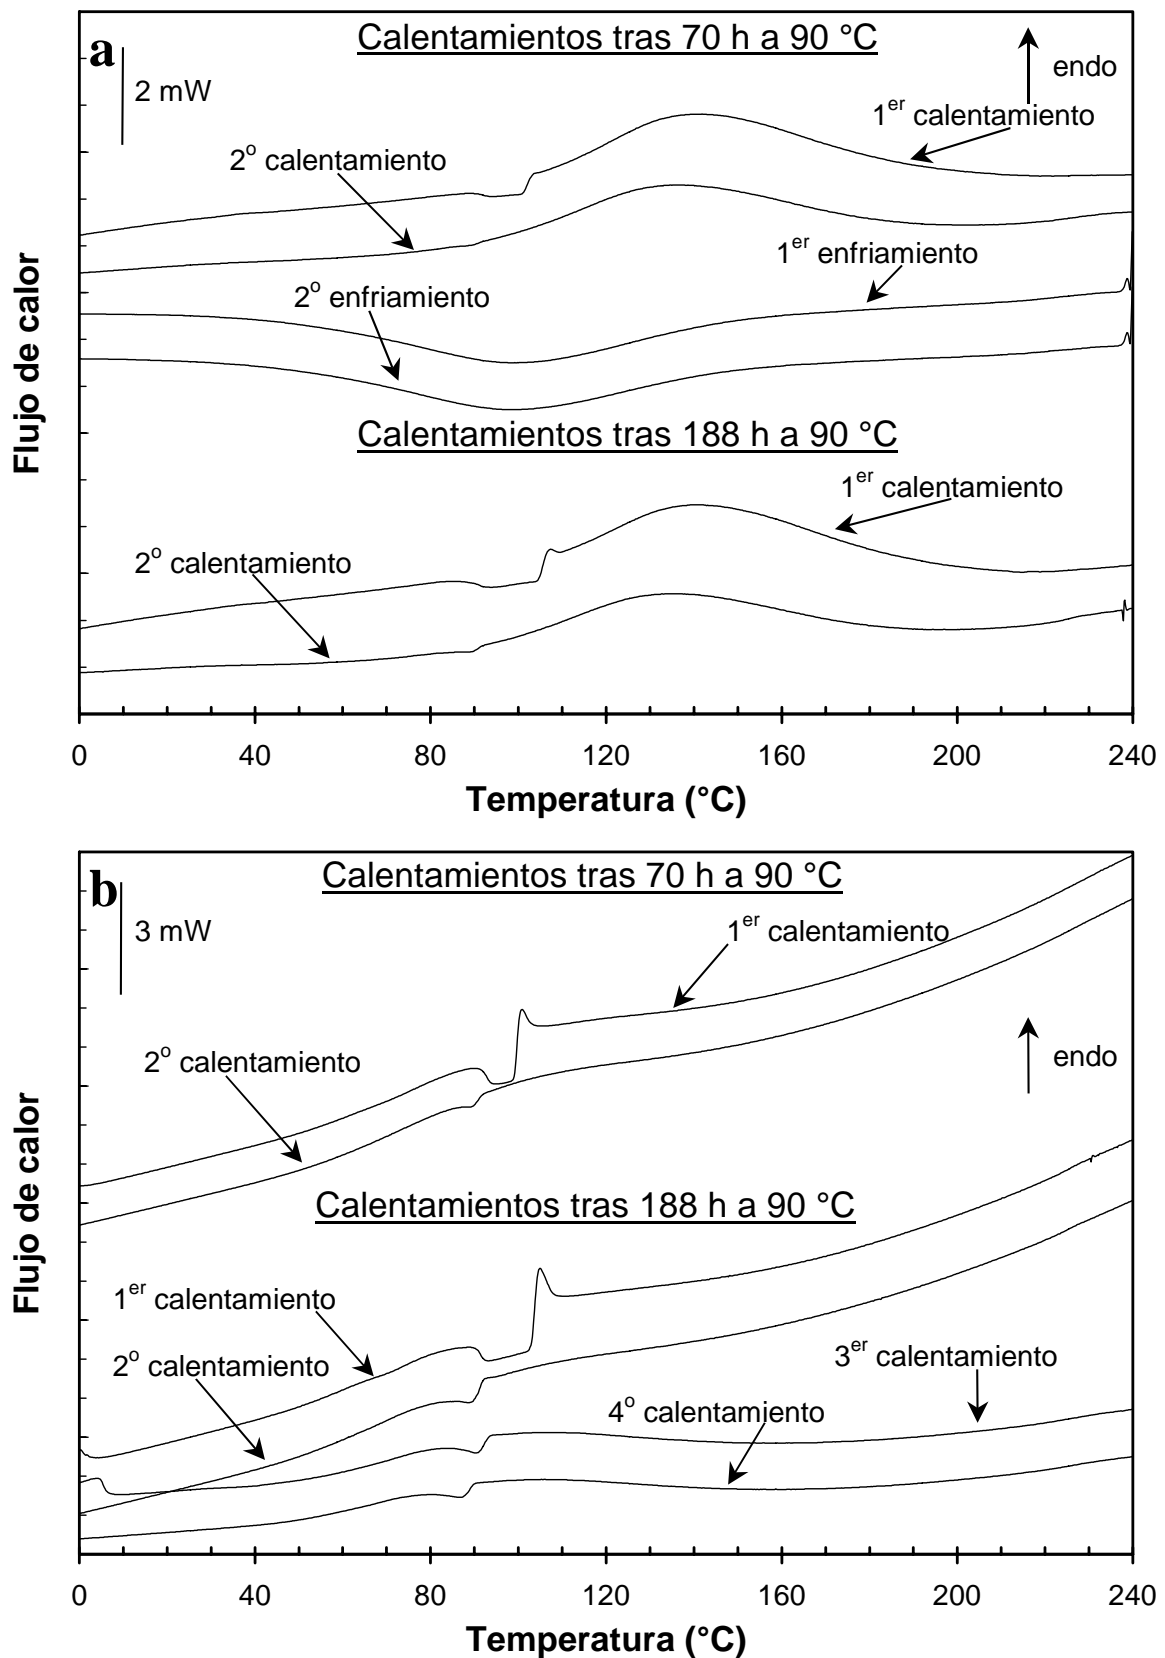 a
Calentamientos tras 70 h a 90 °C
endo
2 mW
1er calentamiento
2o calentamiento
1er enfriamiento
2o enfriamiento
Calentamientos tras 188 h a 90 °C
1er calentamiento
2o calentamiento
Flujo de calor
0 40 80 120 160 200 240
Temperatura (°C)
b
Calentamientos tras 70 h a 90 °C
3 mW
1er calentamiento
2o calentamiento
endo
Calentamientos tras 188 h a 90 °C
1er calentamiento
2o calentamiento
3er calentamiento
4o calentamiento
Flujo de calor
0 40 80 120 160 200 240
Temperatura (°C)